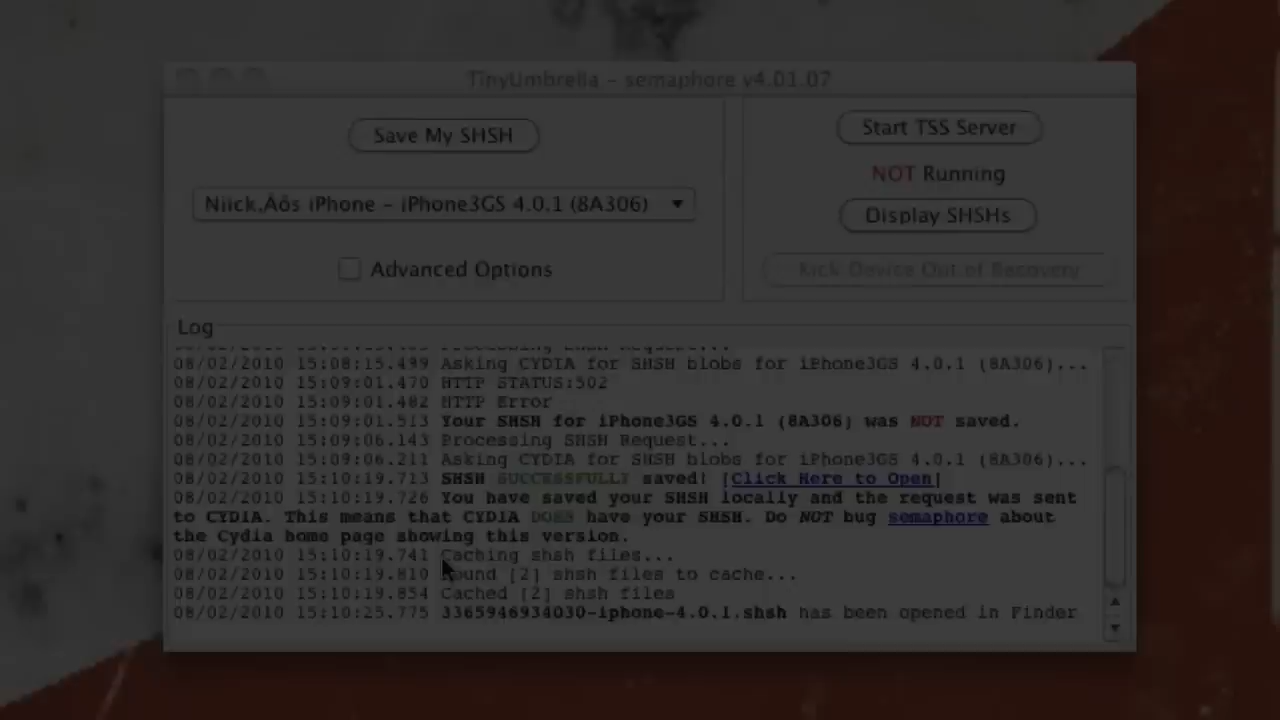 TinyUmbrella - semaphore v4.01.07
Save My SHSH
Start TSS Server
NOT Running
Niick‚Äôs iPhone - iPhone3GS 4.0.1 (8A306)
Display SHSHs
Advanced Options
Kick Device Out of Recovery
Log
08/02/2010 15:08:15.499 Asking CYDIA for SHSH blobs for iPhone3GS 4.0.1 (8A306)...
08/02/2010 15:09:01.470 HTTP STATUS:502
08/02/2010 15:09:01.482 HTTP Error
08/02/2010 15:09:01.513 Your SHSH for iPhone3GS 4.0.1 (8A306) was NOT saved.
08/02/2010 15:09:06.143 Processing SHSH Request...
08/02/2010 15:09:06.211 Asking CYDIA for SHSH blobs for iPhone3GS 4.0.1 (8A306)...
08/02/2010 15:10:19.713 SHSH SUCCESSFULLY saved! [Click Here to Open]
08/02/2010 15:10:19.726 You have saved your SHSH locally and the request was sent
to CYDIA. This means that CYDIA DOES have your SHSH. Do NOT bug semaphore about
the Cydia home page showing this version.
08/02/2010 15:10:19.741 Caching shsh files...
08/02/2010 15:10:19.810 Found [2] shsh files to cache...
08/02/2010 15:10:19.854 Cached [2] shsh files
08/02/2010 15:10:25.775 3365946934030-iphone-4.0.1.shsh has been opened in Finder